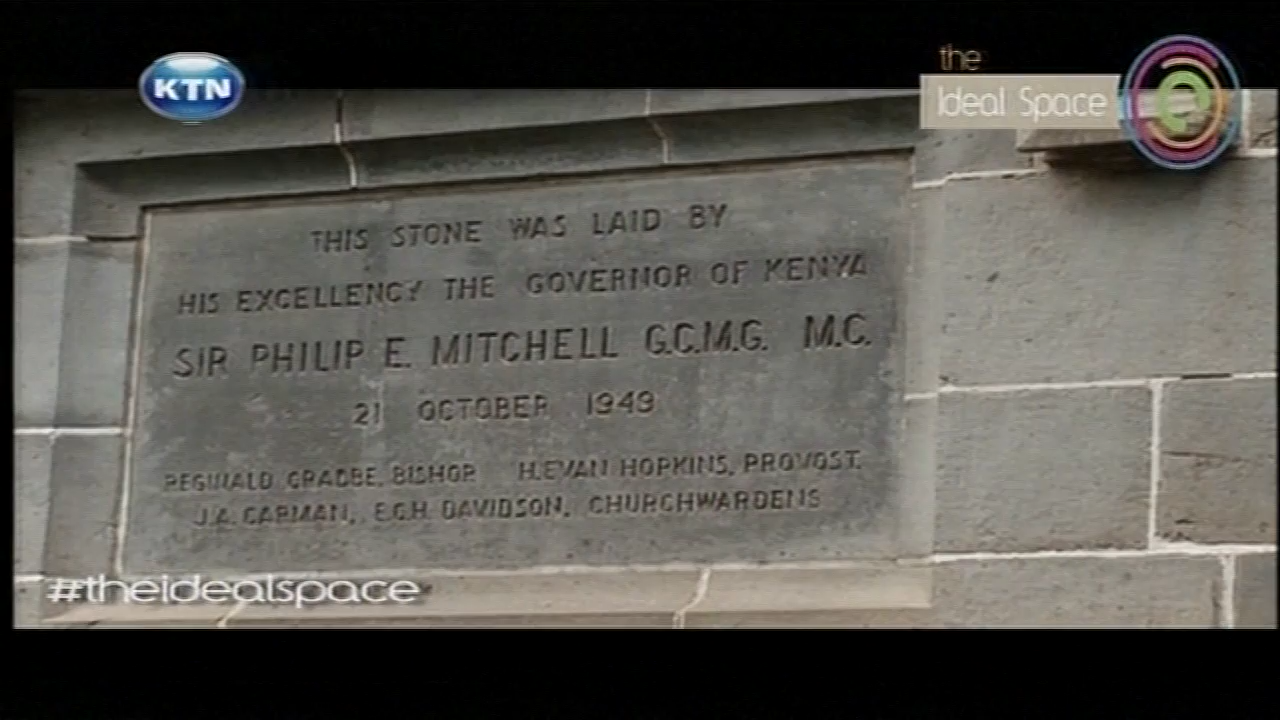 KTN
the
Ideal Space
THIS STONE WAS LAID BY
HIS EXCELLENCY THE GOVERNOR OF KENYA
SIR PHILIP E. MITCHELL G.C.M.G. M.C.
21 OCTOBER 1949
REGINALD CRABBE, BISHOP H.EVAN HOPKINS, PROVOST.
J.A. CARMAN, E.G.H. DAVIDSON, CHURCHWARDENS
#theidealspace